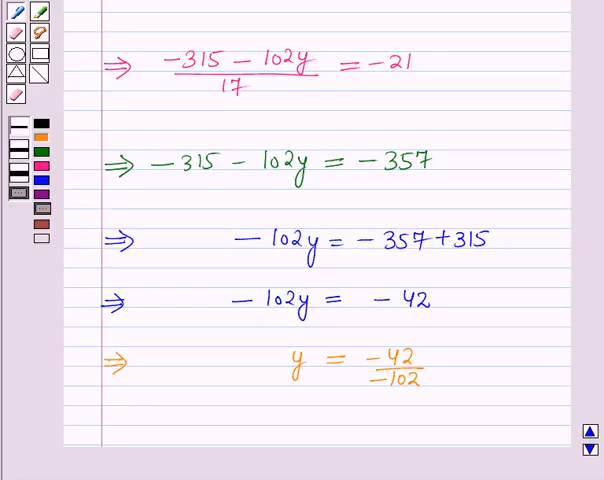 ⇒ (-315 - 102y)/17 = -21
⇒ -315 - 102y = -357
⇒ -102y = -357+315
⇒ -102y = -42
⇒ y = -42/-102